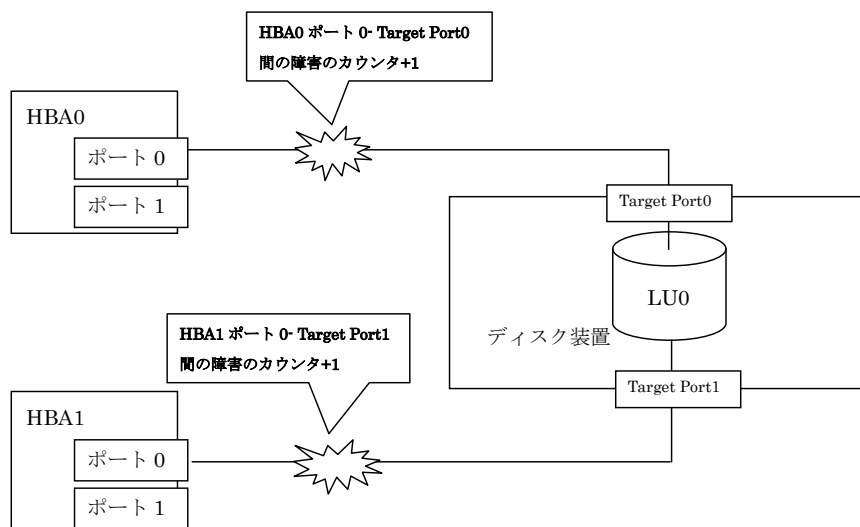 HBA0 ポート 0- Target Port0
間の障害のカウンタ+1
HBA0
ポート 0
ポート 1
Target Port0
LU0
ディスク装置
HBA1 ポート 0- Target Port1
間の障害のカウンタ+1
Target Port1
HBA1
ポート 0
ポート 1